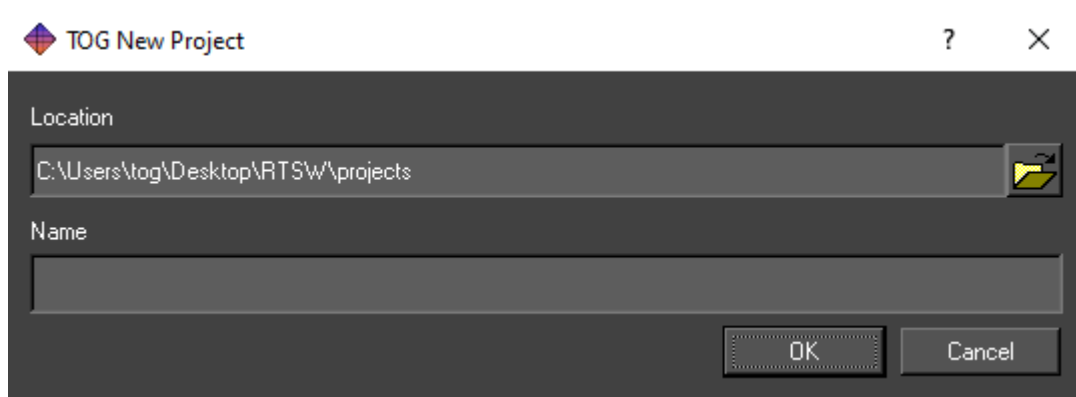 TOG New Project
?
Location
C:\Users\tog\Desktop\RTSW\projects
Name
OK Cancel